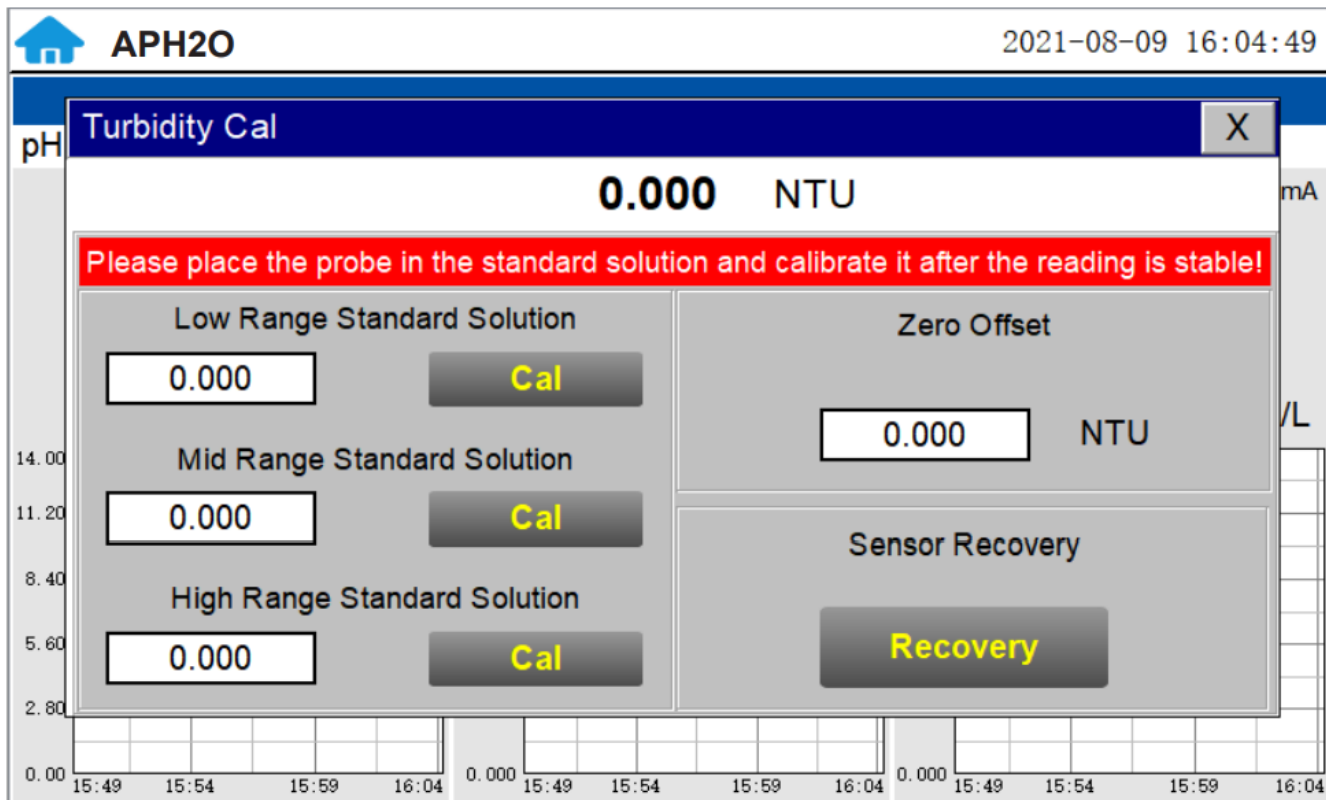 APH2O 2021-08-09 16:04:49
Turbidity Cal X
pH
0.000 NTU
mA
Please place the probe in the standard solution and calibrate it after the reading is stable!
Low Range Standard Solution
0.000 Cal
Mid Range Standard Solution
0.000 Cal
High Range Standard Solution
0.000 Cal
Zero Offset
0.000 NTU
Sensor Recovery
Recovery
/L
14.00
11.20
8.40
5.60
2.80
0.00
15:49 15:54 15:59 16:04
0.000
15:49 15:54 15:59 16:04
0.000
15:49 15:54 15:59 16:04